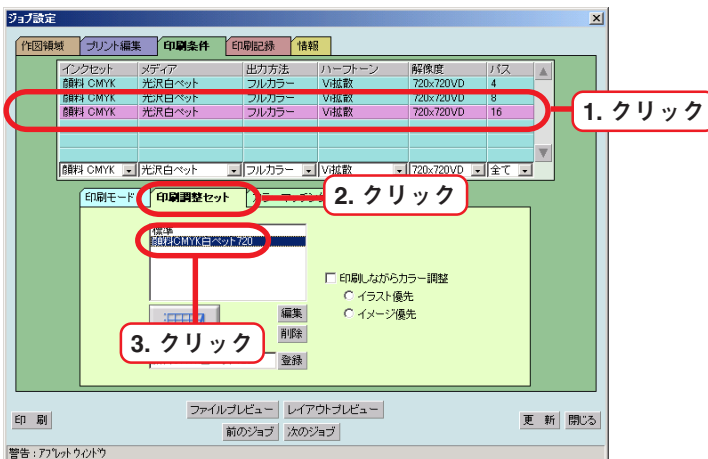 ジョブ設定
作図領域 プリント編集 印刷条件 印刷記録 情報
インクセット メディア 出力方法 ハーフトーン 解像度 パス
顔料 CMYK 光沢白ペット フルカラー Vi拡散 720x720VD 4
顔料 CMYK 光沢白ペット フルカラー Vi拡散 720x720VD 8
顔料 CMYK 光沢白ペット フルカラー Vi拡散 720x720VD 16
1. クリック
顔料 CMYK 光沢白ペット フルカラー Vi拡散 720x720VD 全て
印刷モード 印刷調整セット
2. クリック
標準
顔料CMYK白ペット720
印刷しながらカラー調整
イラスト優先
編集 イメージ優先
削除
3. クリック
登録
ファイルプレビュー レイアウトプレビュー
印 刷 更 新 閉じる
前のジョブ 次のジョブ
警告 : アプレット ウィンドウ